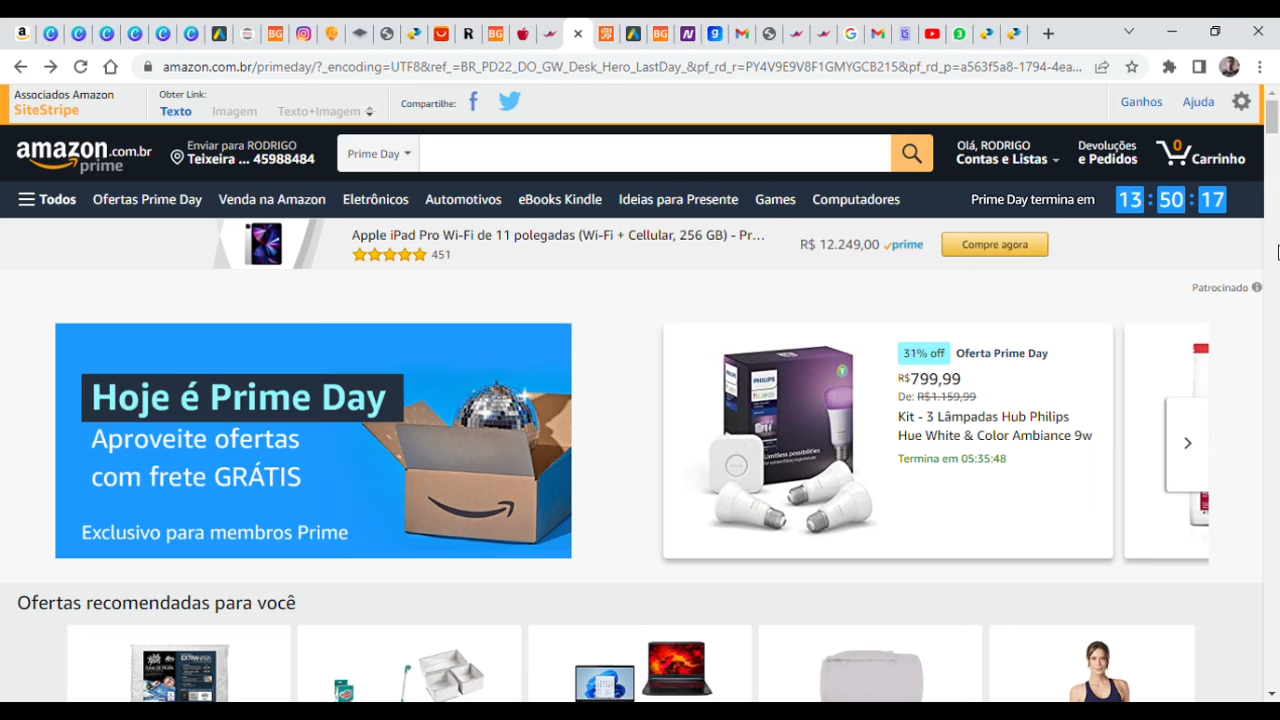 amazon.com.br/primeday/?_encoding=UTF8&ref_=BR_PD22_DO_GW_Desk_Hero_LastDay_&pf_rd_r=PY4V9E9V8F1GMYGCB215&pf_rd_p=a563f5a8-1794-4ea...
Associados Amazon
SiteStripe
Obter Link:
Texto Imagem Texto+Imagem
Compartilhe:
Ganhos Ajuda
amazon.com.br
prime
Enviar para RODRIGO
Teixeira ... 45988484
Prime Day
Olá, RODRIGO
Contas e Listas
Devoluções
e Pedidos
0
Carrinho
Todos Ofertas Prime Day Venda na Amazon Eletrônicos Automotivos eBooks Kindle Ideias para Presente Games Computadores Prime Day termina em 13 : 50 : 17
Apple iPad Pro Wi-Fi de 11 polegadas (Wi-Fi + Cellular, 256 GB) - Pr...
451
R$ 12.249,00 prime
Compre agora
Patrocinado
Hoje é Prime Day
Aproveite ofertas
com frete GRÁTIS
Exclusivo para membros Prime
PHILIPS
31% off Oferta Prime Day
R$799,99
De: R$1.159,99
Kit - 3 Lâmpadas Hub Philips
Hue White & Color Ambiance 9w
Termina em 05:35:48
Ofertas recomendadas para você